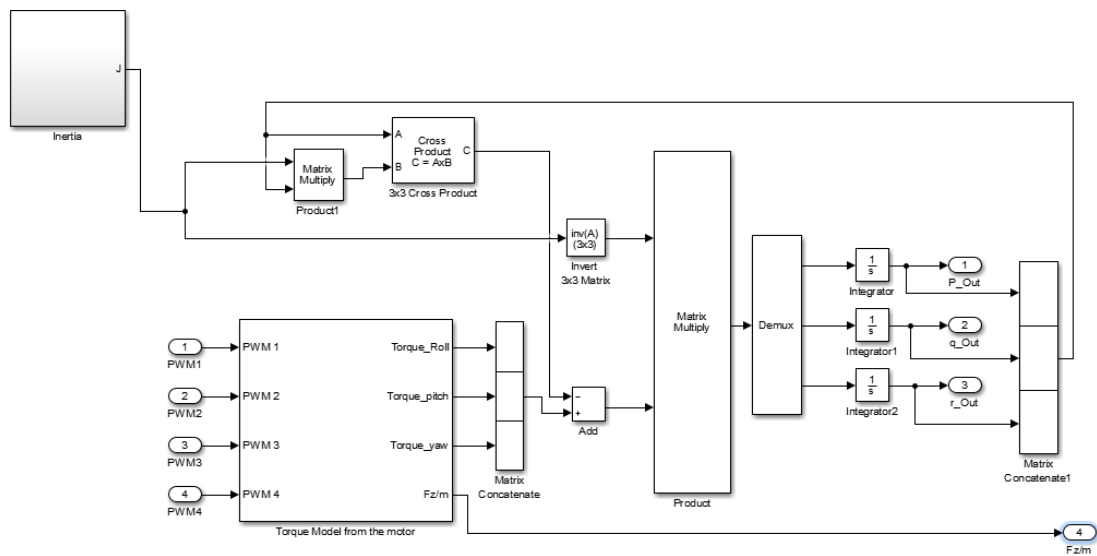 J
Inertia
Cross
Product
C = AxB
A
B
C
3x3 Cross Product
Matrix
Multiply
Product1
inv(A)
(3x3)
Invert
3x3 Matrix
Matrix
Multiply
Product
Demux
1
s
Integrator
1
P_Out
1
s
Integrator1
2
q_Out
1
s
Integrator2
3
r_Out
Matrix
Concatenate1
1
PWM1
2
PWM2
3
PWM3
4
PWM4
PWM 1
PWM 2
PWM 3
PWM 4
Torque_Roll
Torque_pitch
Torque_yaw
Fz/m
Torque Model from the motor
Matrix
Concatenate
−
+
Add
4
Fz/m